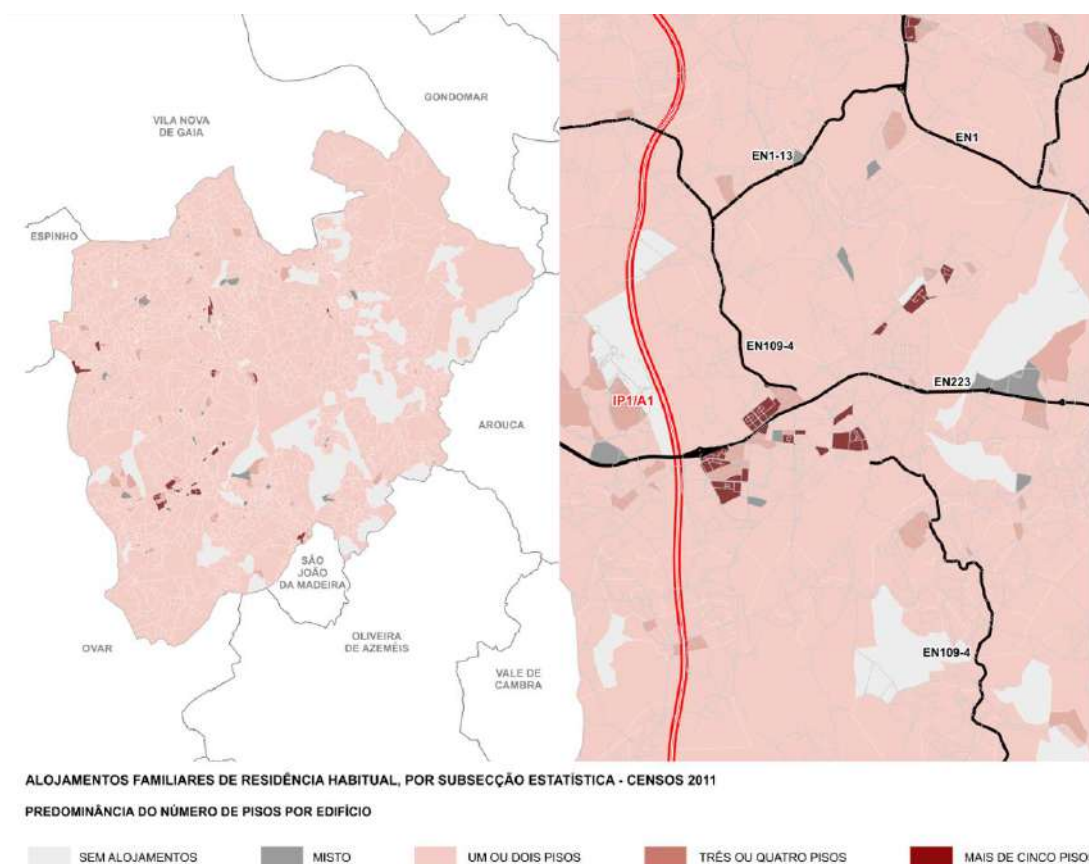 GONDOMAR
VILA NOVA
DE GAIA
ESPINHO
AROUCA
SÃO
JOÃO
DA MADEIRA
OVAR
OLIVEIRA
DE AZEMÉIS
VALE DE
CAMBRA
EN1
EN1-13
EN109-4
EN223
IP1/A1
EN109-4
ALOJAMENTOS FAMILIARES DE RESIDÊNCIA HABITUAL, POR SUBSECÇÃO ESTATÍSTICA - CENSOS 2011
PREDOMINÂNCIA DO NÚMERO DE PISOS POR EDIFÍCIO
SEM ALOJAMENTOS
MISTO
UM OU DOIS PISOS
TRÊS OU QUATRO PISOS
MAIS DE CINCO PISO